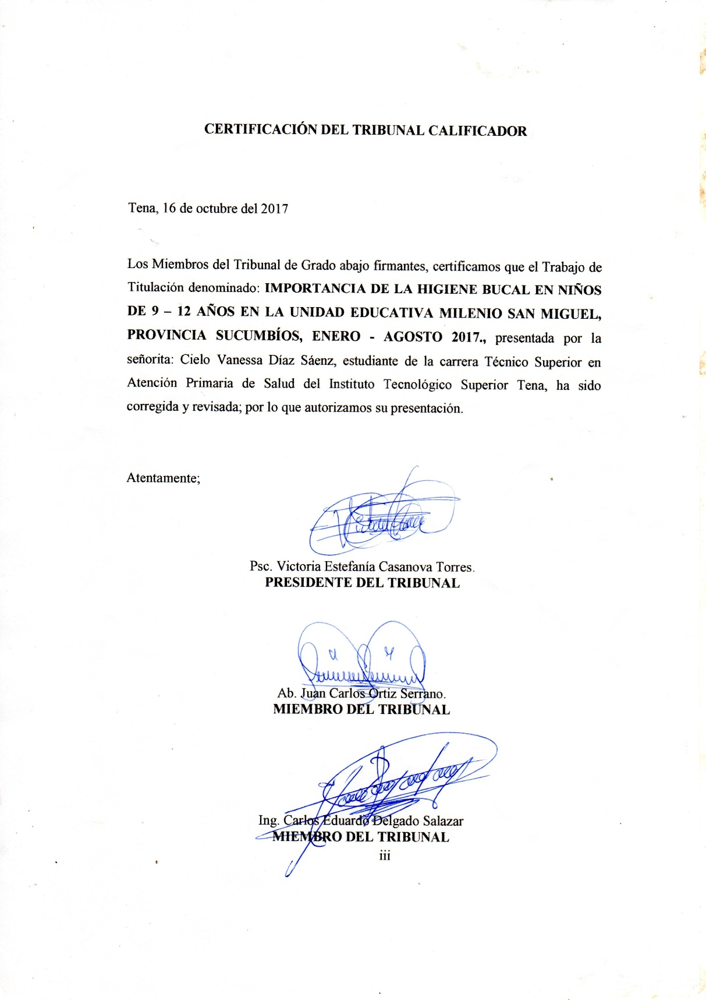 CERTIFICACIÓN DEL TRIBUNAL CALIFICADOR
Tena, 16 de octubre del 2017
Los Miembros del Tribunal de Grado abajo firmantes, certificamos que el Trabajo de
Titulación denominado: IMPORTANCIA DE LA HIGIENE BUCAL EN NIÑOS
DE 9 – 12 AÑOS EN LA UNIDAD EDUCATIVA MILENIO SAN MIGUEL,
PROVINCIA SUCUMBÍOS, ENERO - AGOSTO 2017., presentada por la
señorita: Cielo Vanessa Díaz Sáenz, estudiante de la carrera Técnico Superior en
Atención Primaria de Salud del Instituto Tecnológico Superior Tena, ha sido
corregida y revisada; por lo que autorizamos su presentación.
Atentamente;
Psc. Victoria Estefanía Casanova Torres.
PRESIDENTE DEL TRIBUNAL
Ab. Juan Carlos Ortiz Serrano.
MIEMBRO DEL TRIBUNAL
Ing. Carlos Eduardo Delgado Salazar
MIEMBRO DEL TRIBUNAL
iii